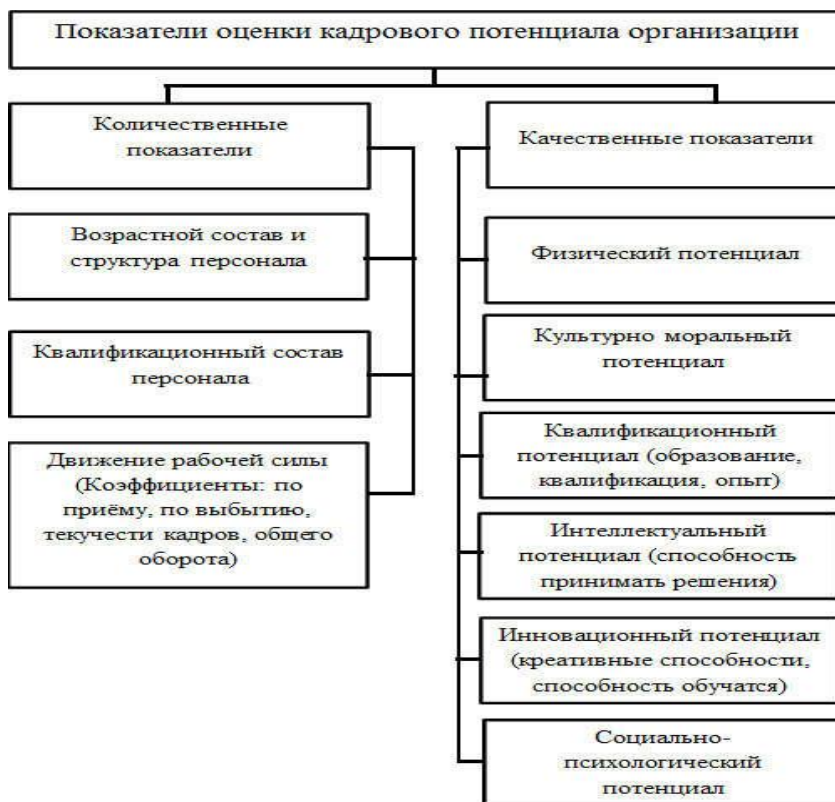 Показатели оценки кадрового потенциала организации
Количественные
показатели
Возрастной состав и
структура персонала
Квалификационный состав
персонала
Движение рабочей силы
(Коэффициенты: по
приёму, по выбытию,
текучести кадров, общего
оборота)
Качественные показатели
Физический потенциал
Культурно моральный
потенциал
Квалификационный
потенциал (образование,
квалификация, опыт)
Интеллектуальный
потенциал (способность
принимать решения)
Инновационный потенциал
(креативные способности,
способность обучатся)
Социально-
психологический
потенциал